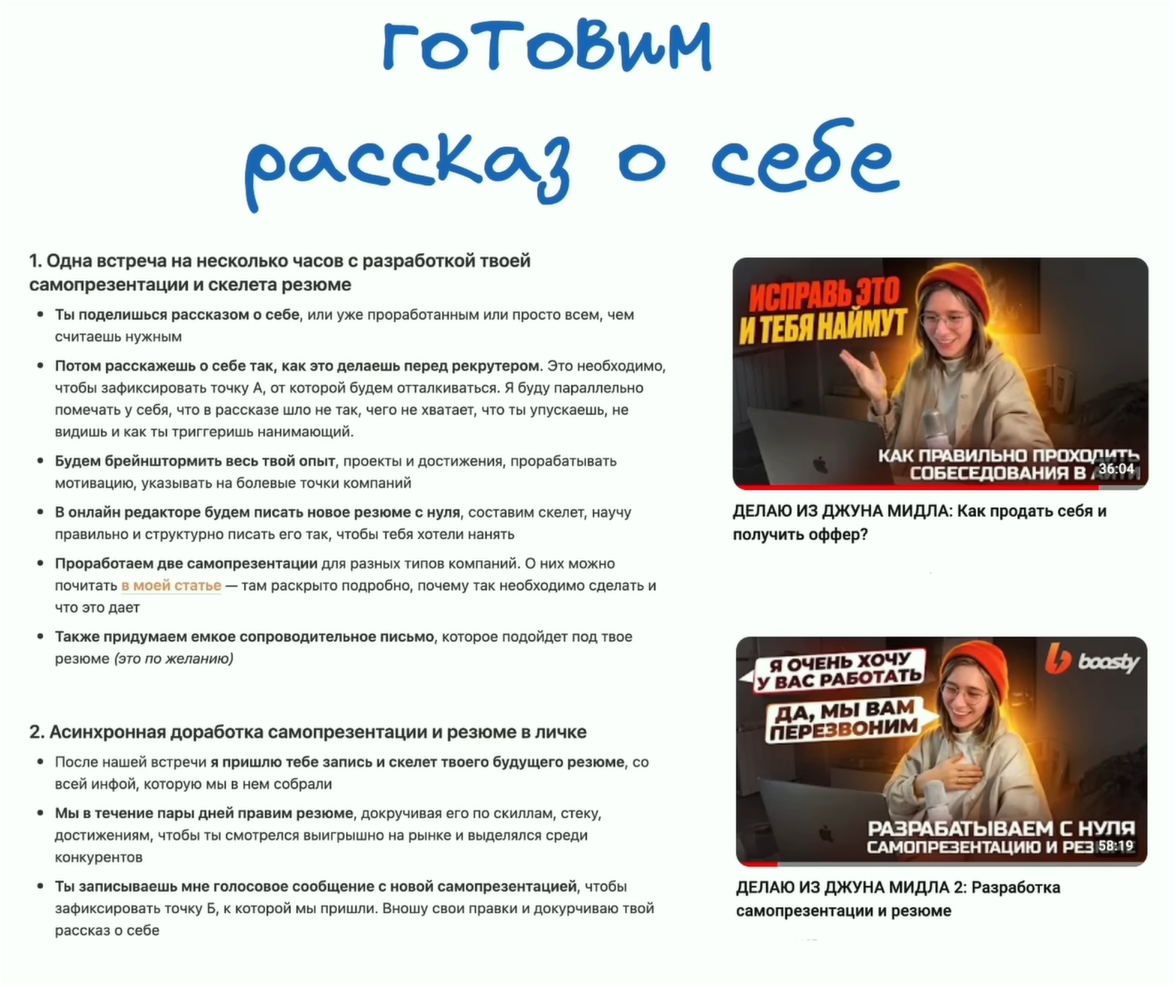 готовим
рассказ о себе
1. Одна встреча на несколько часов с разработкой твоей
самопрезентации и скелета резюме
• Ты поделишься рассказом о себе, или уже проработанным или просто всем, чем
считаешь нужным
• Потом расскажешь о себе так, как это делаешь перед рекрутером. Это необходимо,
чтобы зафиксировать точку А, от которой будем отталкиваться. Я буду параллельно
помечать у себя, что в рассказе шло не так, чего не хватает, что ты упускаешь, не
видишь и как ты триггеришь нанимающий.
• Будем брейнштормить весь твой опыт, проекты и достижения, прорабатывать
мотивацию, указывать на болевые точки компаний
• В онлайн редакторе будем писать новое резюме с нуля, составим скелет, научу
правильно и структурно писать его так, чтобы тебя хотели нанять
• Проработаем две самопрезентации для разных типов компаний. О них можно
почитать в моей статье — там раскрыто подробно, почему так необходимо сделать и
что это дает
• Также придумаем емкое сопроводительное письмо, которое подойдет под твое
резюме (это по желанию)
2. Асинхронная доработка самопрезентации и резюме в личке
• После нашей встречи я пришлю тебе запись и скелет твоего будущего резюме, со
всей инфой, которую мы в нем собрали
• Мы в течение пары дней правим резюме, докручивая его по скиллам, стеку,
достижениям, чтобы ты смотрелся выигрышно на рынке и выделялся среди
конкурентов
• Ты записываешь мне голосовое сообщение с новой самопрезентацией, чтобы
зафиксировать точку Б, к которой мы пришли. Вношу свои правки и докурчиваю твой
рассказ о себе
ИСПРАВЬ ЭТО
И ТЕБЯ НАЙМУТ
КАК ПРАВИЛЬНО ПРОХОДИТЬ
СОБЕСЕДОВАНИЯ В
36:04
ДЕЛАЮ ИЗ ДЖУНА МИДЛА: Как продать себя и
получить оффер?
Я ОЧЕНЬ ХОЧУ
У ВАС РАБОТАТЬ
boosty
ДА, МЫ ВАМ
ПЕРЕЗВОНИМ
РАЗРАБАТЫВАЕМ С НУЛЯ
САМОПРЕЗЕНТАЦИЮ И
58:19
ДЕЛАЮ ИЗ ДЖУНА МИДЛА 2: Разработка
самопрезентации и резюме